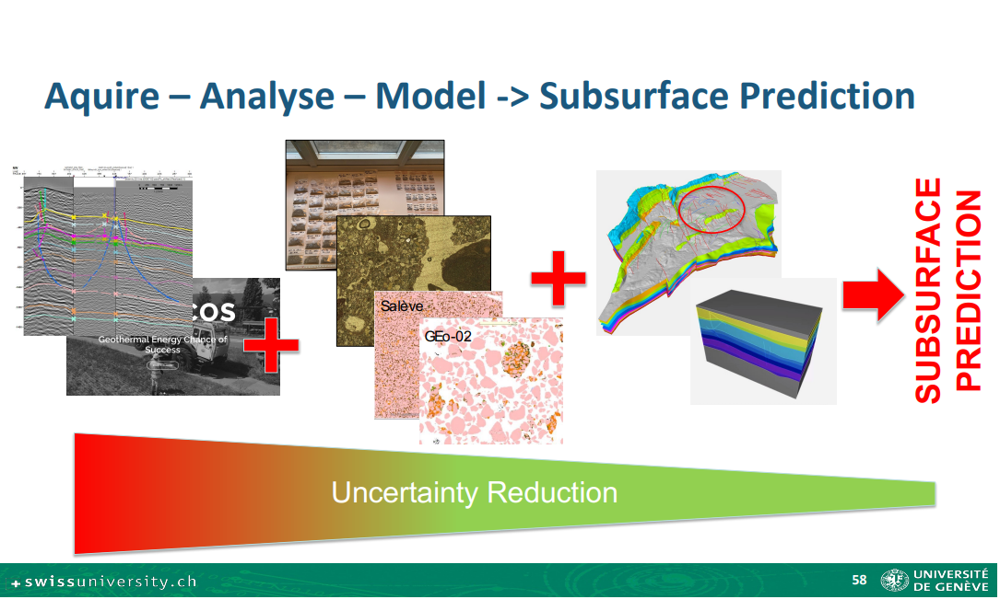 Aquire – Analyse – Model -> Subsurface Prediction
COS
Geothermal Energy Chance of
Success
Salève
GEo-02
SUBSURFACE
PREDICTION
Uncertainty Reduction
swissuniversity.ch
58
UNIVERSITÉ
DE GENÈVE